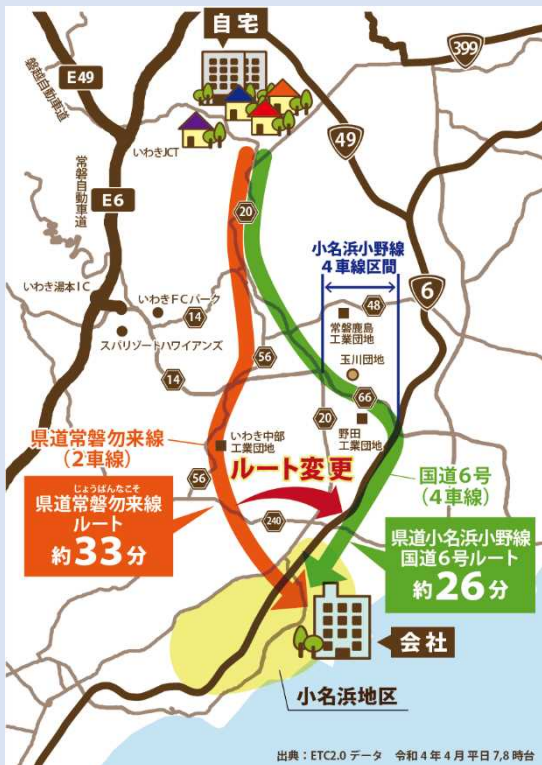 自宅
399
E49
磐越自動車道
49
いわきJCT
常磐自動車道
E6
20
小名浜小野線
4車線区間
6
いわき湯本IC
いわきFCパーク
14
48
常磐鹿島
工業団地
スパリゾートハワイアンズ
56
玉川団地
14
66
20
野田
工業団地
県道常磐勿来線
(2車線)
いわき中部
工業団地
ルート変更
国道6号
(4車線)
56
じょうばんなこそ
県道常磐勿来線
ルート
約33分
240
県道小名浜小野線
国道6号ルート
約26分
会社
小名浜地区
出典:ETC2.0データ 令和4年4月平日7,8時台